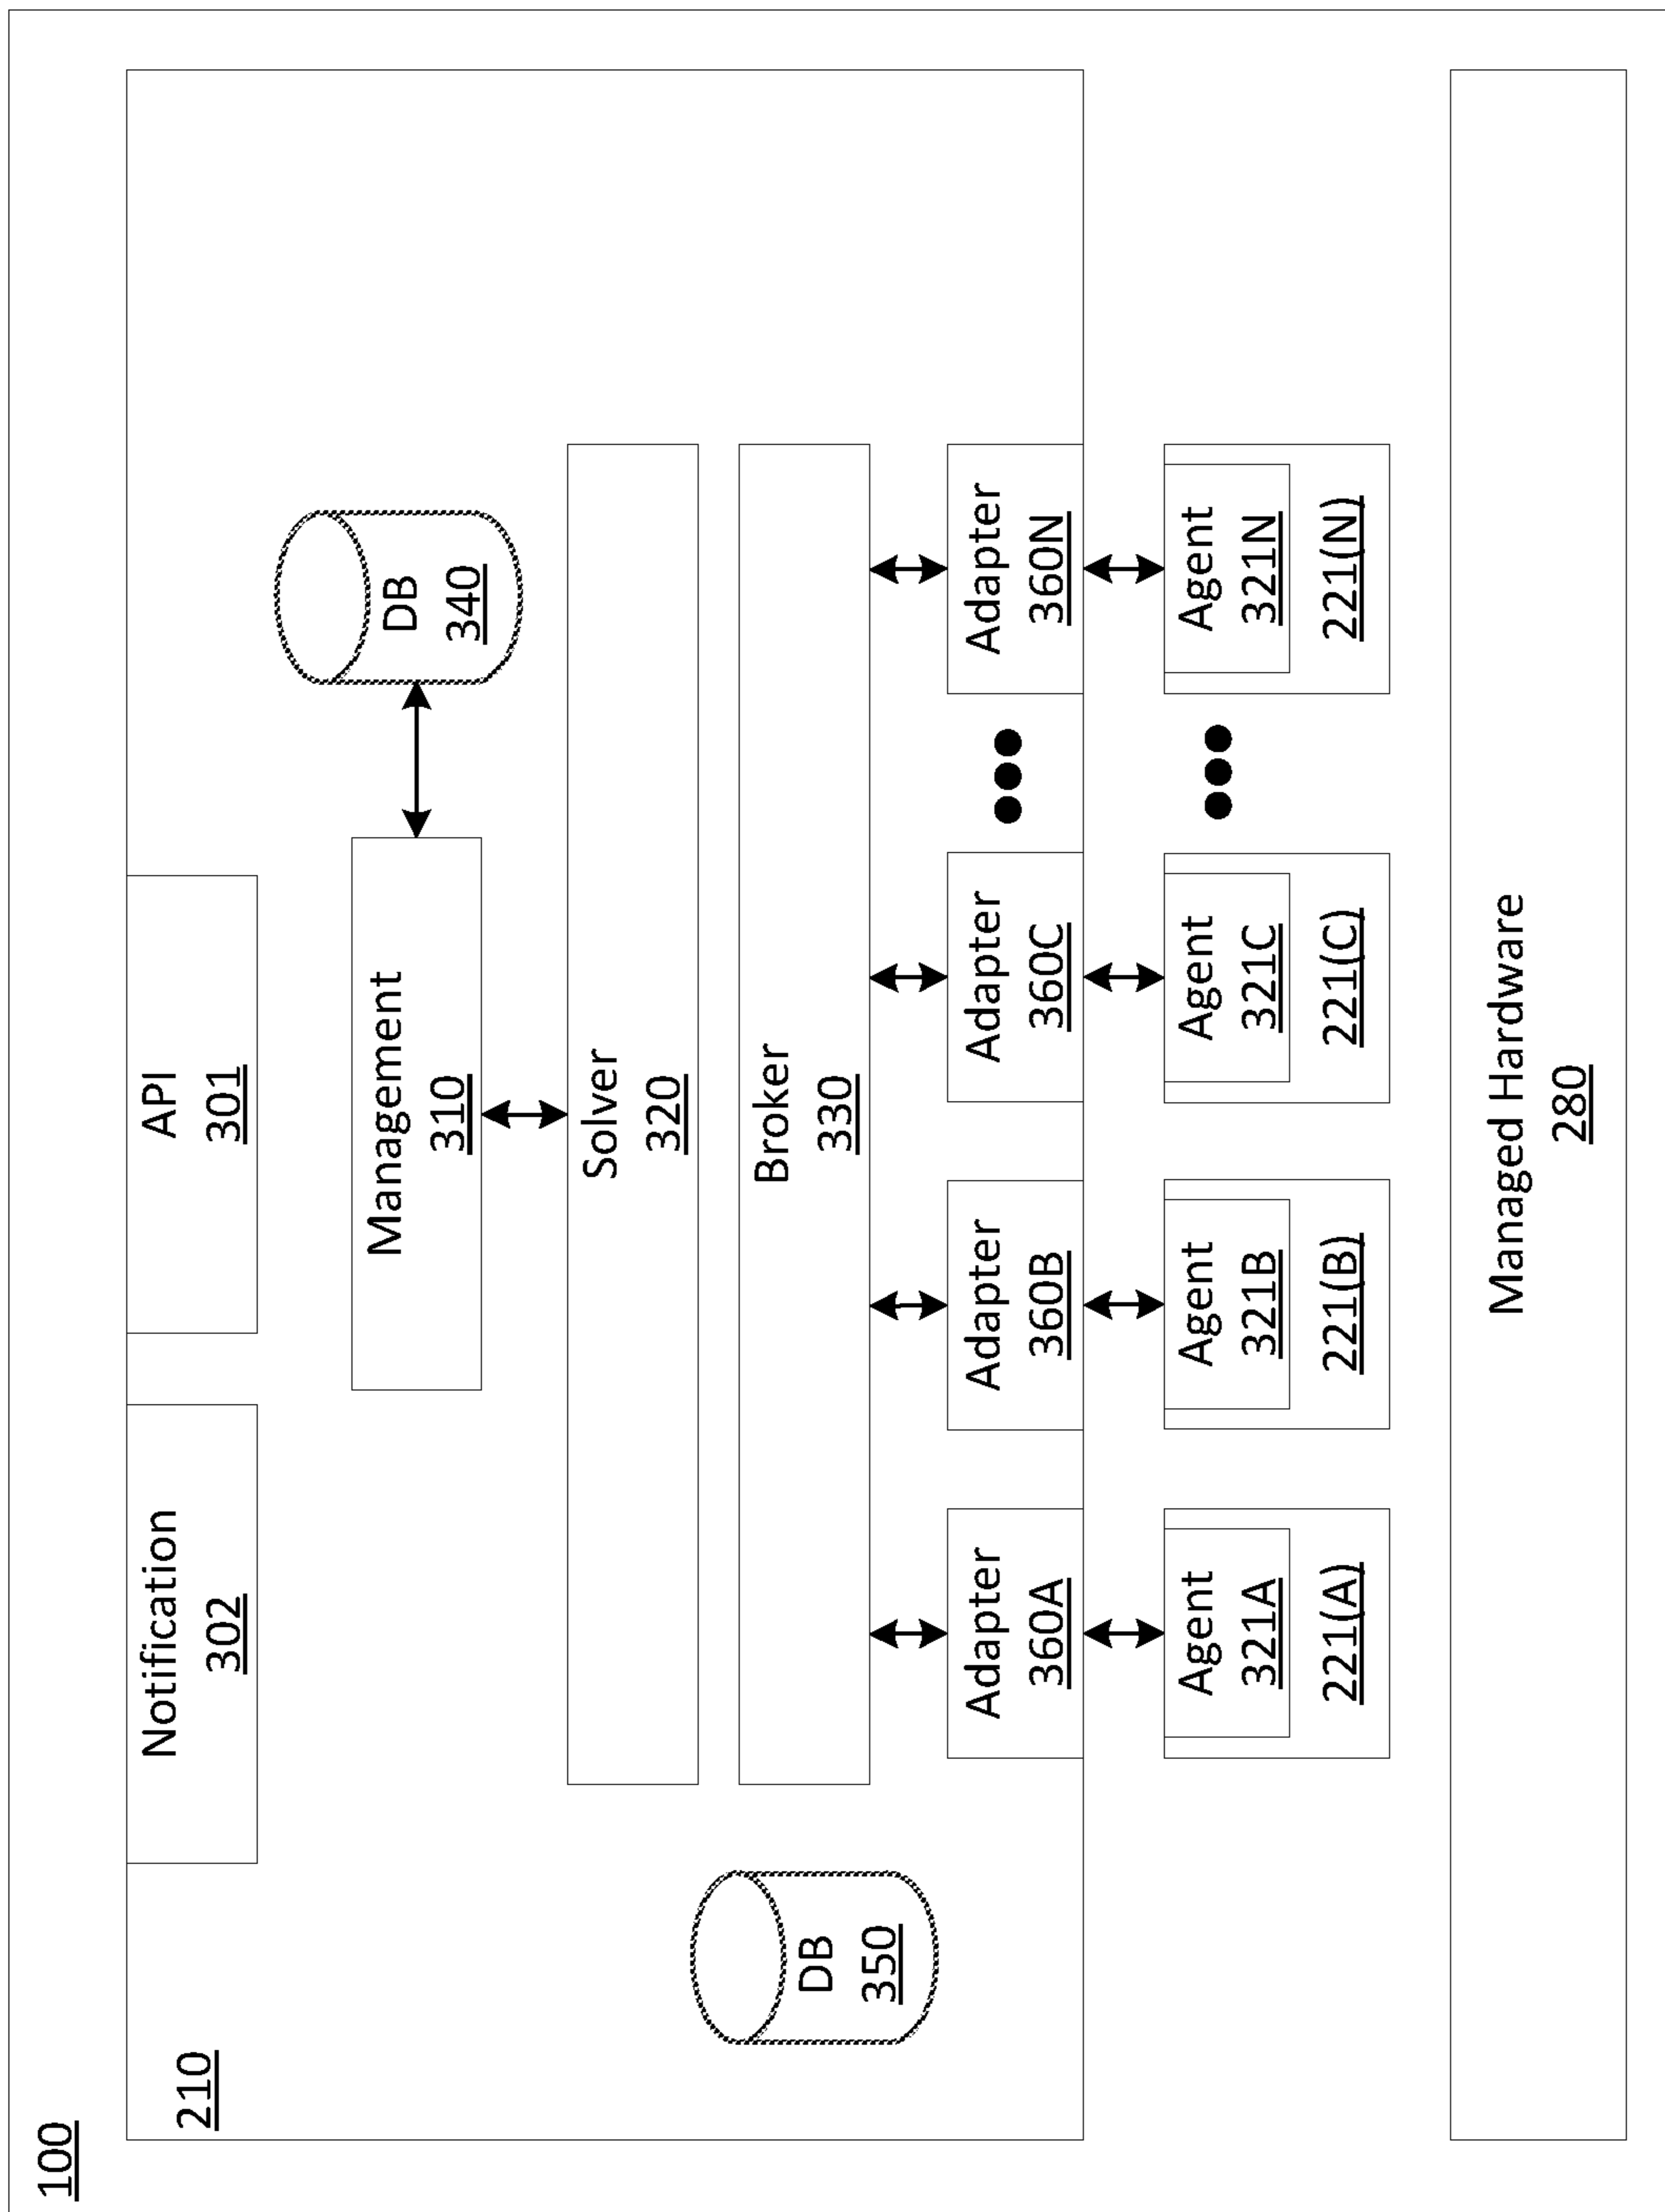 100
210
Notification
302
API
301
Management
310
DB
340
Solver
320
Broker
330
DB
350
Adapter
360A
Adapter
360B
Adapter
360C
Adapter
360N
Agent
321A
221(A)
Agent
321B
221(B)
Agent
321C
221(C)
Agent
321N
221(N)
Managed Hardware
280